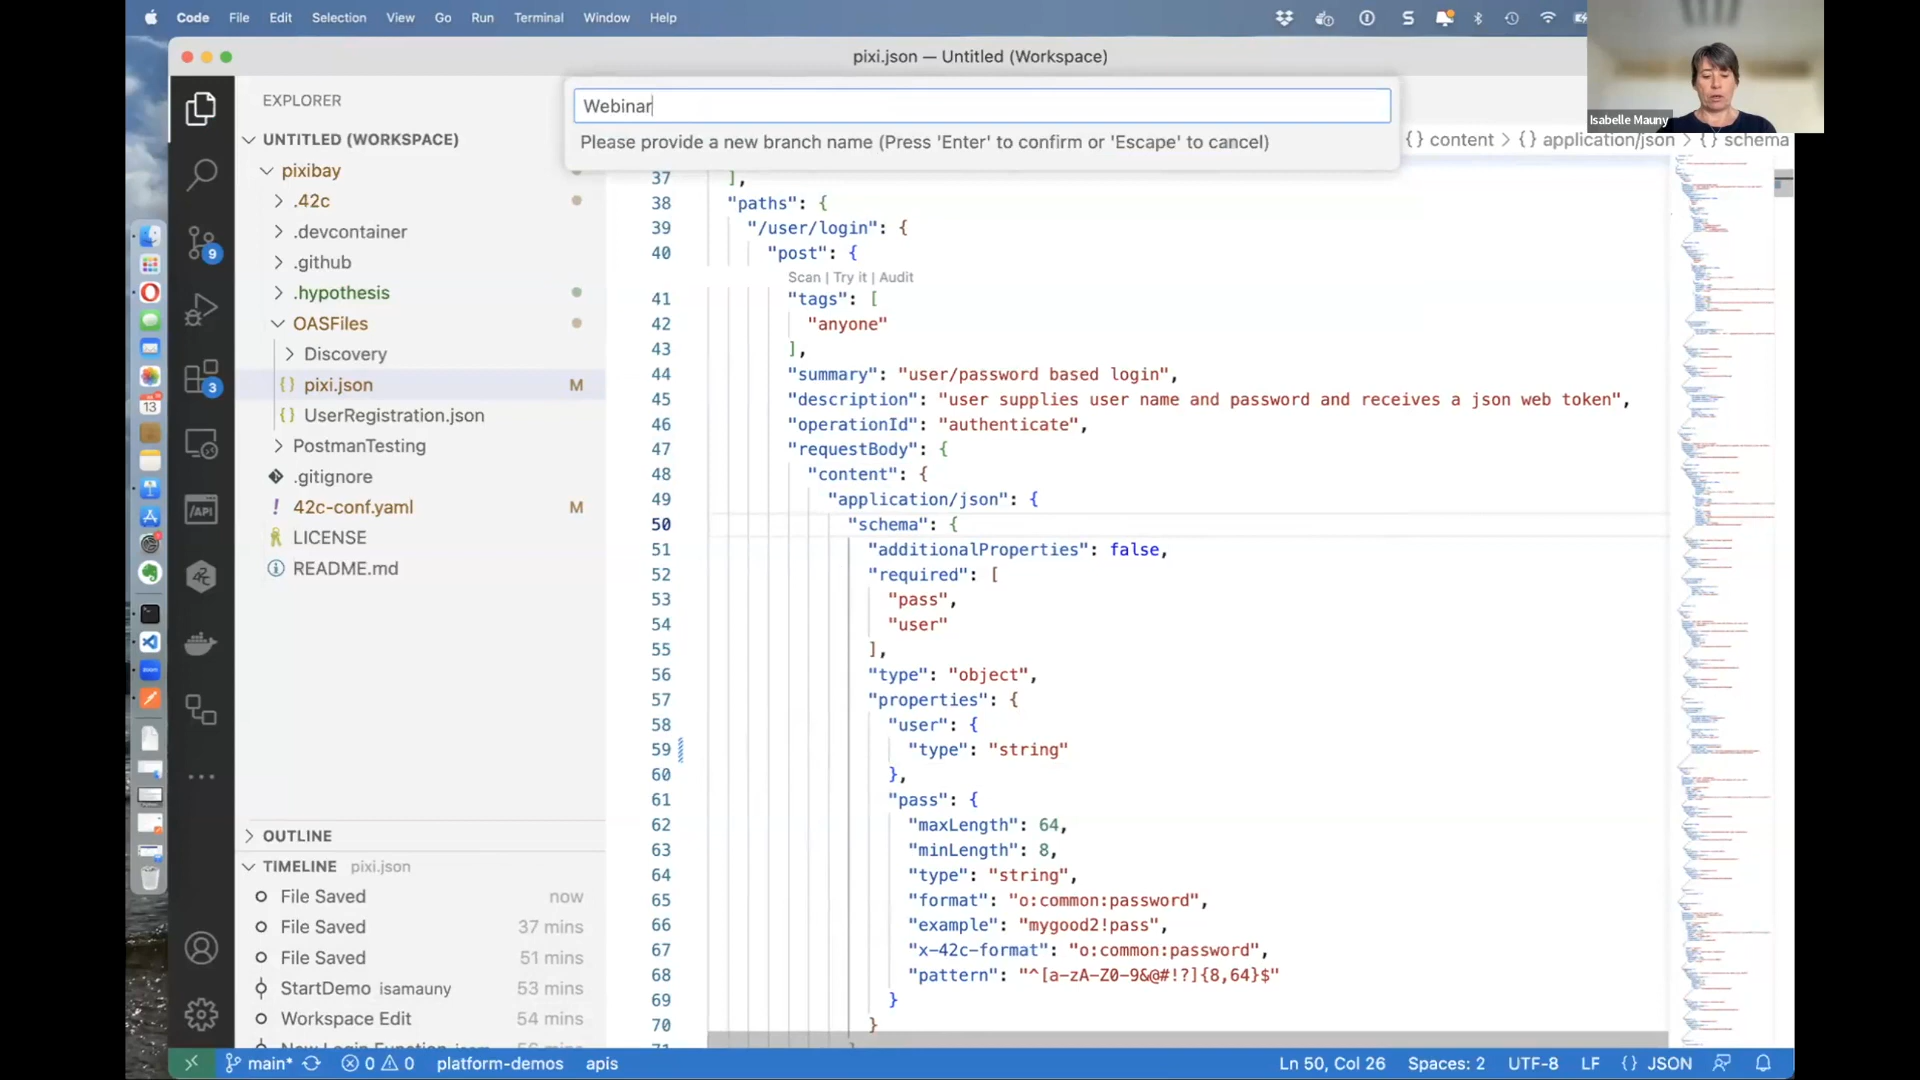 Code File Edit Selection View Go Run Terminal Window Help
pixi.json — Untitled (Workspace)
Isabelle Mauny
Webinar
Please provide a new branch name (Press 'Enter' to confirm or 'Escape' to cancel)
{} content > {} application/json > {} schema
EXPLORER
UNTITLED (WORKSPACE)
pixibay
.42c
.devcontainer
.github
.hypothesis
OASFiles
Discovery
{} pixi.json M
{} UserRegistration.json
PostmanTesting
.gitignore
! 42c-conf.yaml M
LICENSE
README.md
9
3
/API
13
OUTLINE
TIMELINE pixi.json
File Saved now
File Saved 37 mins
File Saved 51 mins
StartDemo isamauny 53 mins
Workspace Edit 54 mins
37 ],
38 "paths": {
39 "/user/login": {
40 "post": {
Scan | Try it | Audit
41 "tags": [
42 "anyone"
43 ],
44 "summary": "user/password based login",
45 "description": "user supplies user name and password and receives a json web token",
46 "operationId": "authenticate",
47 "requestBody": {
48 "content": {
49 "application/json": {
50 "schema": {
51 "additionalProperties": false,
52 "required": [
53 "pass",
54 "user"
55 ],
56 "type": "object",
57 "properties": {
58 "user": {
59 "type": "string"
60 },
61 "pass": {
62 "maxLength": 64,
63 "minLength": 8,
64 "type": "string",
65 "format": "o:common:password",
66 "example": "mygood2!pass",
67 "x-42c-format": "o:common:password",
68 "pattern": "^[a-zA-Z0-9&@#!?]{8,64}$"
69 }
70 }
main* 0 0 platform-demos apis Ln 50, Col 26 Spaces: 2 UTF-8 LF {} JSON